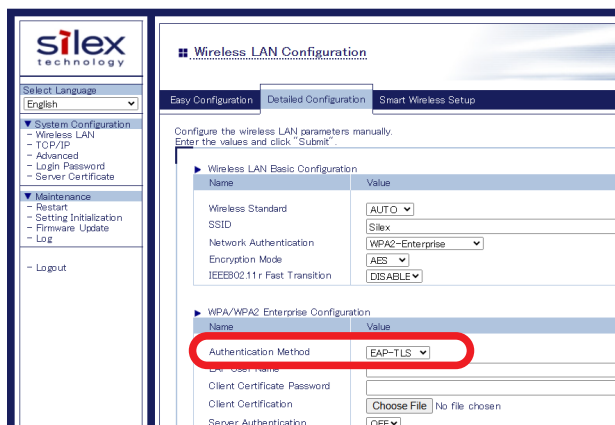 silex
technology
Select Language
English
▼ System Configuration
- Wireless LAN
- TCP/IP
- Advanced
- Login Password
- Server Certificate
▼ Maintenance
- Restart
- Setting Initialization
- Firmware Update
- Log
- Logout
Wireless LAN Configuration
Easy Configuration Detailed Configuration Smart Wireless Setup
Configure the wireless LAN parameters manually.
Enter the values and click "Submit".
▶ Wireless LAN Basic Configuration
Name Value
Wireless Standard AUTO
SSID Silex
Network Authentication WPA2-Enterprise
Encryption Mode AES
IEEE802.11r Fast Transition DISABLE
▶ WPA/WPA2 Enterprise Configuration
Name Value
Authentication Method EAP-TLS
EAP User Name
Client Certificate Password
Client Certification Choose File No file chosen
Server Authentication OFF